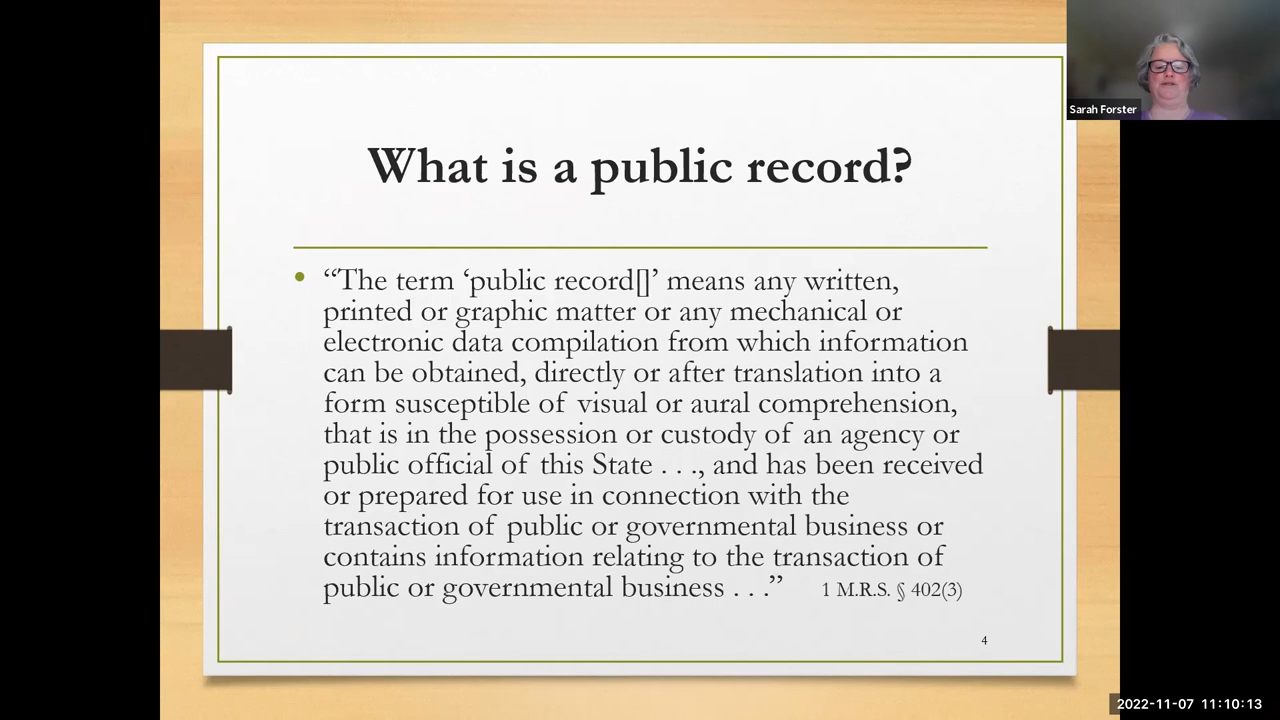 Sarah Forster
What is a public record?
• “The term ‘public record[]’ means any written,
printed or graphic matter or any mechanical or
electronic data compilation from which information
can be obtained, directly or after translation into a
form susceptible of visual or aural comprehension,
that is in the possession or custody of an agency or
public official of this State . . ., and has been received
or prepared for use in connection with the
transaction of public or governmental business or
contains information relating to the transaction of
public or governmental business . . .” 1 M.R.S. § 402(3)
4
2022-11-07 11:10:13